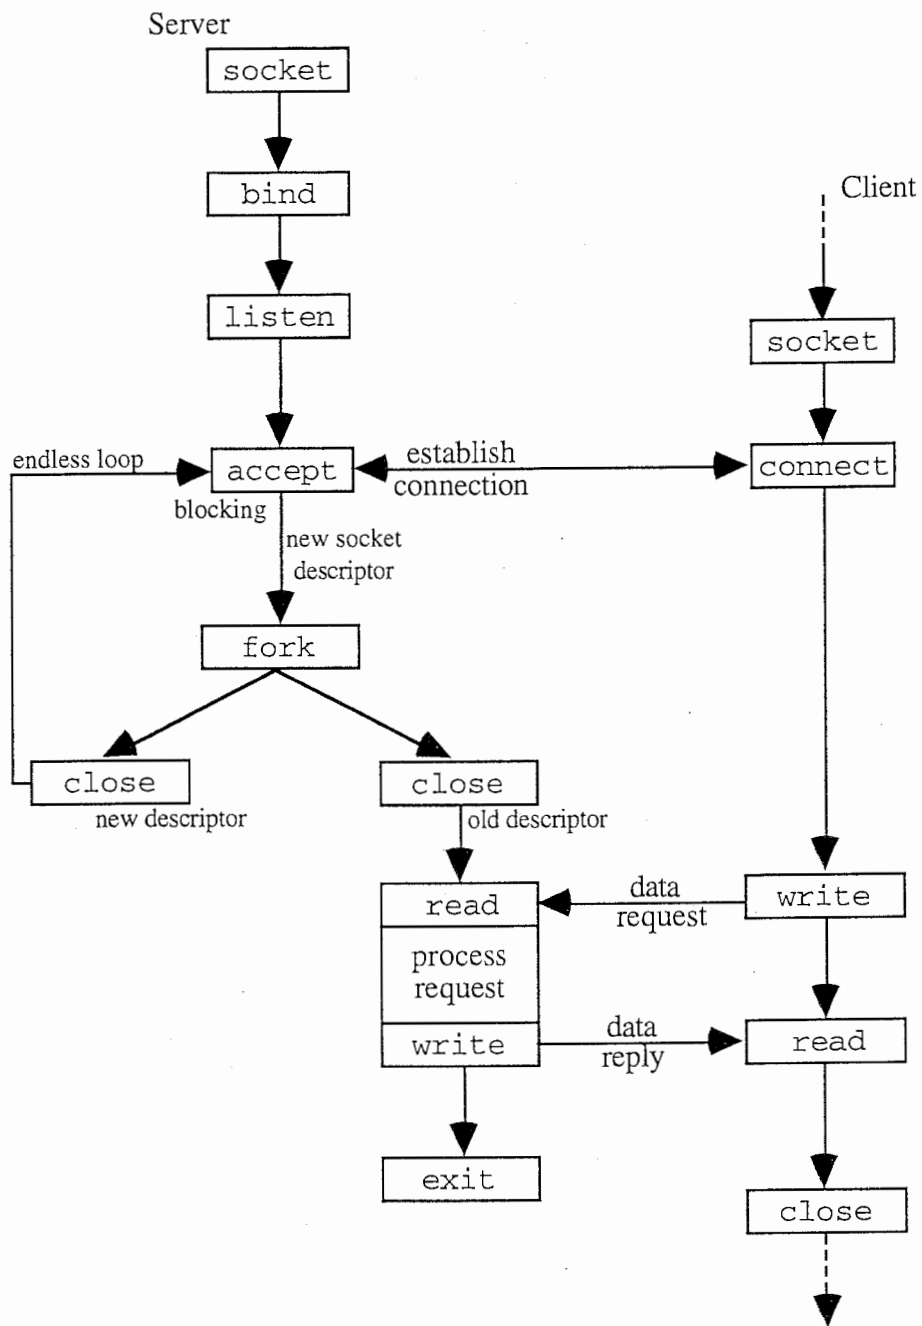 Server
socket
bind
Client
listen
socket
endless loop
accept
establish
connection
connect
blocking
new socket
descriptor
fork
close
new descriptor
close
old descriptor
read
data
request
write
process
request
write
data
reply
read
exit
close